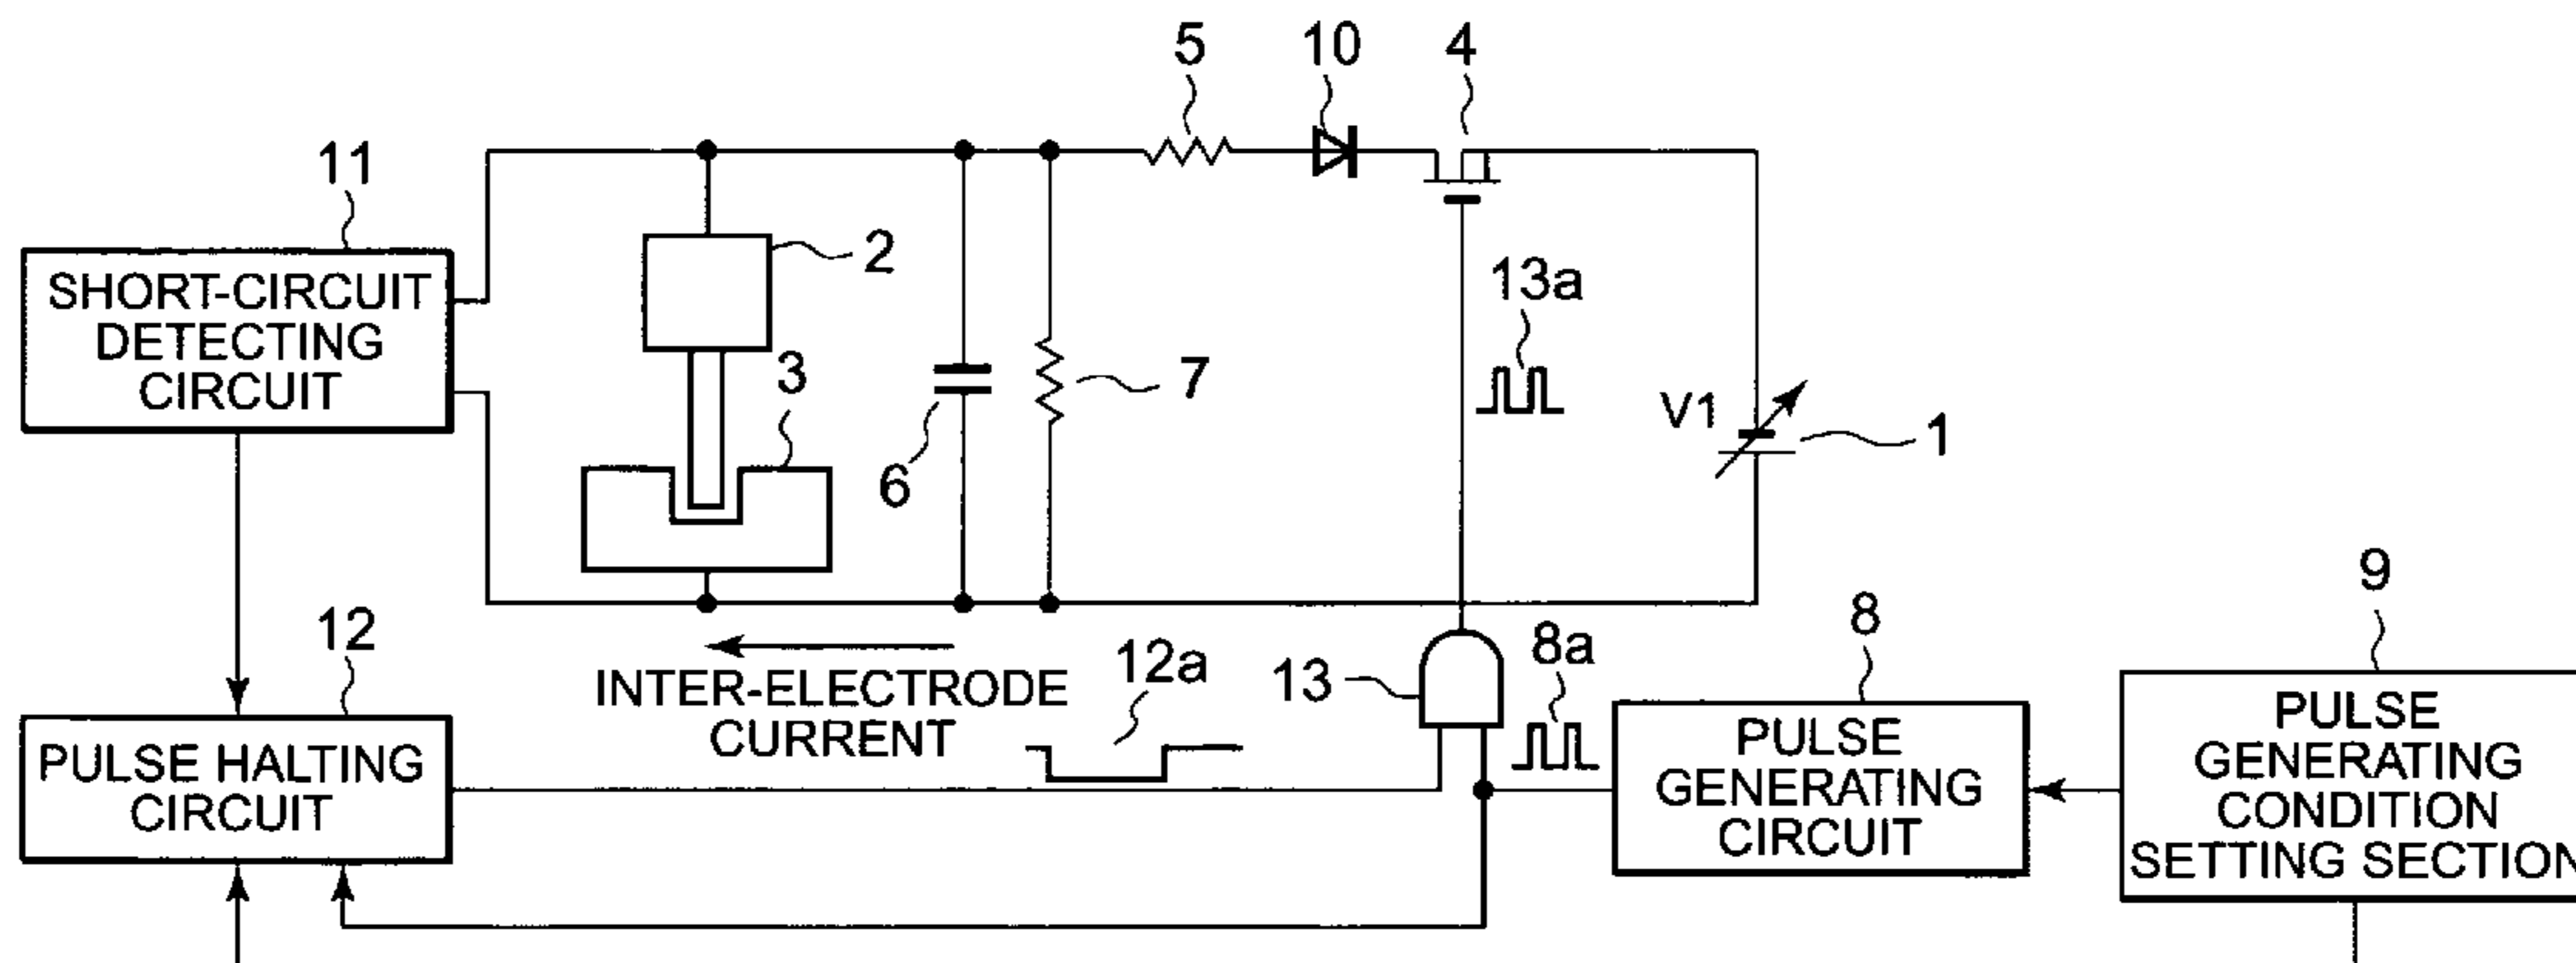 5
10
4
11
SHORT-CIRCUIT
DETECTING
CIRCUIT
2
13a
3
7
V1
1
6
9
12
8
INTER-ELECTRODE
CURRENT
12a
13
8a
PULSE HALTING
CIRCUIT
PULSE
GENERATING
CIRCUIT
PULSE
GENERATING
CONDITION
SETTING SECTION